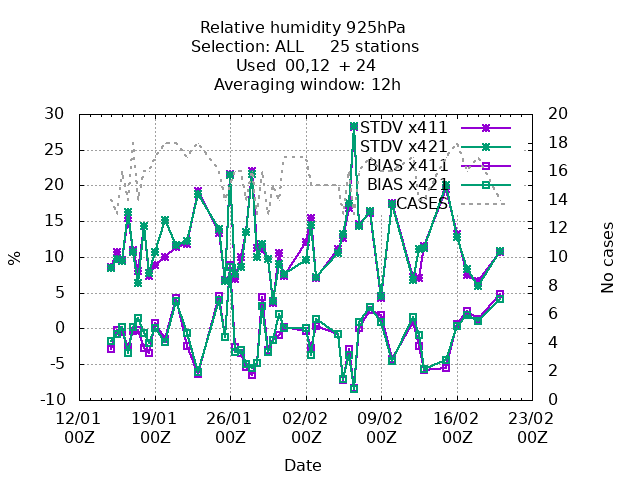 Relative humidity 925hPa
Selection: ALL 25 stations
Used 00,12 + 24
Averaging window: 12h
30 20
STDV x411
18
25 STDV x421
16
BIAS x411
20 BIAS x421
14
CASES
15 12
10 10
8
5
6
0
4
-5
2
-10 0
% No cases
12/01 19/01 26/01 02/02 09/02 16/02 23/02
00Z 00Z 00Z 00Z 00Z 00Z 00Z
Date